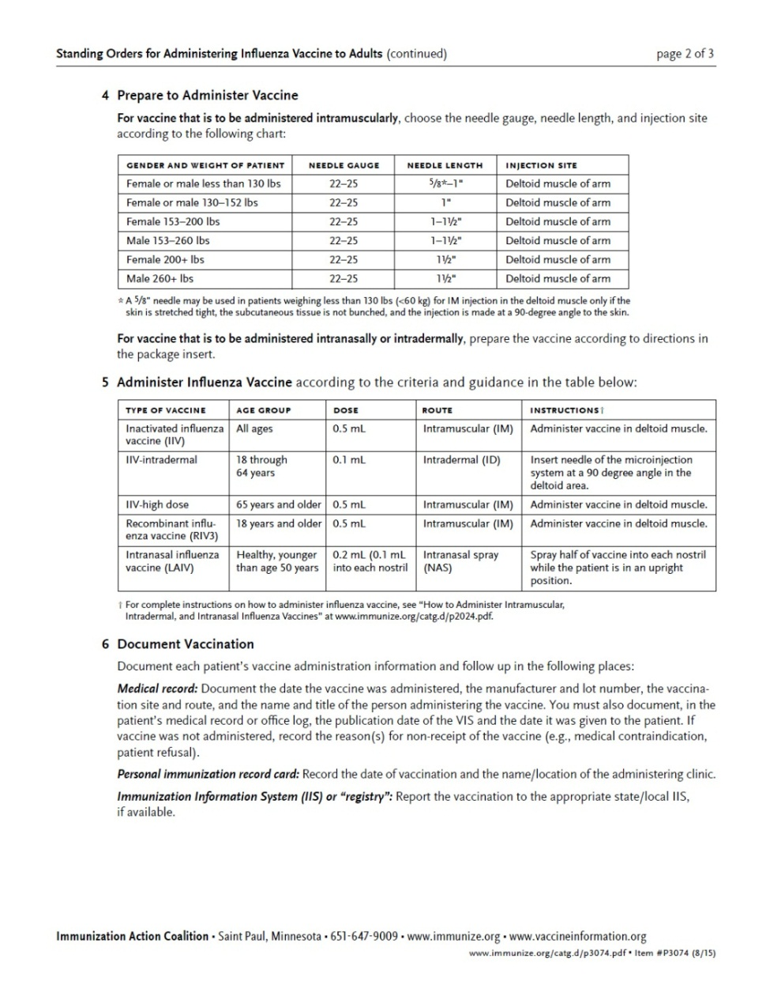 Standing Orders for Administering Influenza Vaccine to Adults (continued) page 2 of 3
4 Prepare to Administer Vaccine
For vaccine that is to be administered intramuscularly, choose the needle gauge, needle length, and injection site
according to the following chart:
GENDER AND WEIGHT OF PATIENT NEEDLE GAUGE NEEDLE LENGTH INJECTION SITE
Female or male less than 130 lbs 22–25 5/8*–1" Deltoid muscle of arm
Female or male 130–152 lbs 22–25 1" Deltoid muscle of arm
Female 153–200 lbs 22–25 1–1½" Deltoid muscle of arm
Male 153–260 lbs 22–25 1–1½" Deltoid muscle of arm
Female 200+ lbs 22–25 1½" Deltoid muscle of arm
Male 260+ lbs 22–25 1½" Deltoid muscle of arm
* A 5/8" needle may be used in patients weighing less than 130 lbs (<60 kg) for IM injection in the deltoid muscle only if the
skin is stretched tight, the subcutaneous tissue is not bunched, and the injection is made at a 90-degree angle to the skin.
For vaccine that is to be administered intranasally or intradermally, prepare the vaccine according to directions in
the package insert.
5 Administer Influenza Vaccine according to the criteria and guidance in the table below:
TYPE OF VACCINE AGE GROUP DOSE ROUTE INSTRUCTIONS†
Inactivated influenza All ages 0.5 mL Intramuscular (IM) Administer vaccine in deltoid muscle.
vaccine (IIV)
IIV-intradermal 18 through 0.1 mL Intradermal (ID) Insert needle of the microinjection
64 years system at a 90 degree angle in the
deltoid area.
IIV-high dose 65 years and older 0.5 mL Intramuscular (IM) Administer vaccine in deltoid muscle.
Recombinant influ- 18 years and older 0.5 mL Intramuscular (IM) Administer vaccine in deltoid muscle.
enza vaccine (RIV3)
Intranasal influenza Healthy, younger 0.2 mL (0.1 mL Intranasal spray Spray half of vaccine into each nostril
vaccine (LAIV) than age 50 years into each nostril (NAS) while the patient is in an upright
position.
† For complete instructions on how to administer influenza vaccine, see "How to Administer Intramuscular,
Intradermal, and Intranasal Influenza Vaccines" at www.immunize.org/catg.d/p2024.pdf.
6 Document Vaccination
Document each patient's vaccine administration information and follow up in the following places:
Medical record: Document the date the vaccine was administered, the manufacturer and lot number, the vaccina-
tion site and route, and the name and title of the person administering the vaccine. You must also document, in the
patient's medical record or office log, the publication date of the VIS and the date it was given to the patient. If
vaccine was not administered, record the reason(s) for non-receipt of the vaccine (e.g., medical contraindication,
patient refusal).
Personal immunization record card: Record the date of vaccination and the name/location of the administering clinic.
Immunization Information System (IIS) or "registry": Report the vaccination to the appropriate state/local IIS,
if available.
Immunization Action Coalition • Saint Paul, Minnesota • 651-647-9009 • www.immunize.org • www.vaccineinformation.org
www.immunize.org/catg.d/p3074.pdf • Item #P3074 (8/15)